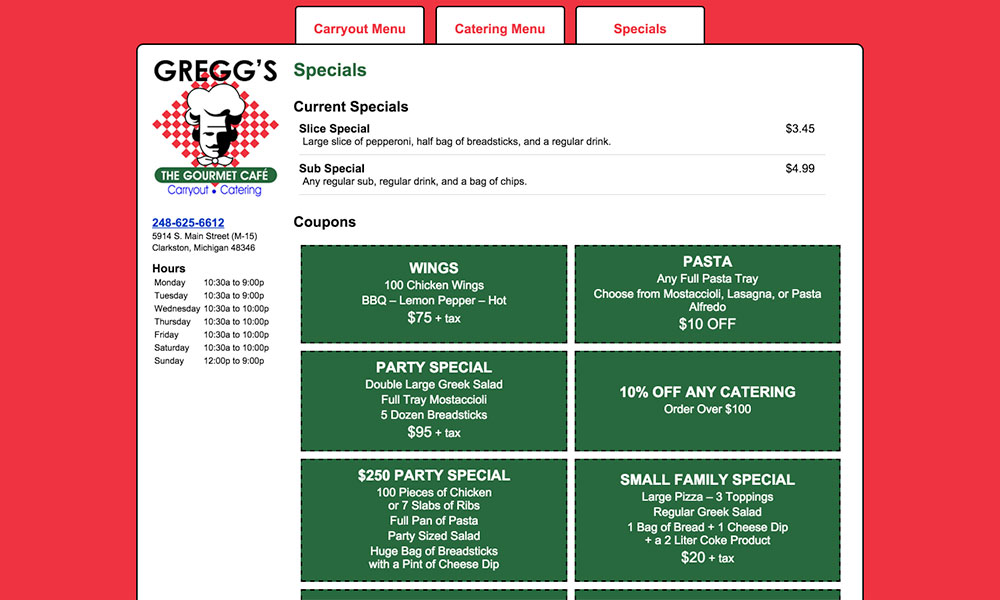 Carryout Menu
Catering Menu
Specials
GREGG'S
THE GOURMET CAFÉ
Carryout • Catering
248-625-6612
5914 S. Main Street (M-15)
Clarkston, Michigan 48346
Hours
Monday 10:30a to 9:00p
Tuesday 10:30a to 9:00p
Wednesday 10:30a to 10:00p
Thursday 10:30a to 10:00p
Friday 10:30a to 10:00p
Saturday 10:30a to 10:00p
Sunday 12:00p to 9:00p
Specials
Current Specials
Slice Special $3.45
Large slice of pepperoni, half bag of breadsticks, and a regular drink.
Sub Special $4.99
Any regular sub, regular drink, and a bag of chips.
Coupons
WINGS
100 Chicken Wings
BBQ – Lemon Pepper – Hot
$75 + tax
PASTA
Any Full Pasta Tray
Choose from Mostaccioli, Lasagna, or Pasta
Alfredo
$10 OFF
PARTY SPECIAL
Double Large Greek Salad
Full Tray Mostaccioli
5 Dozen Breadsticks
$95 + tax
10% OFF ANY CATERING
Order Over $100
$250 PARTY SPECIAL
100 Pieces of Chicken
or 7 Slabs of Ribs
Full Pan of Pasta
Party Sized Salad
Huge Bag of Breadsticks
with a Pint of Cheese Dip
SMALL FAMILY SPECIAL
Large Pizza – 3 Toppings
Regular Greek Salad
1 Bag of Bread + 1 Cheese Dip
+ a 2 Liter Coke Product
$20 + tax